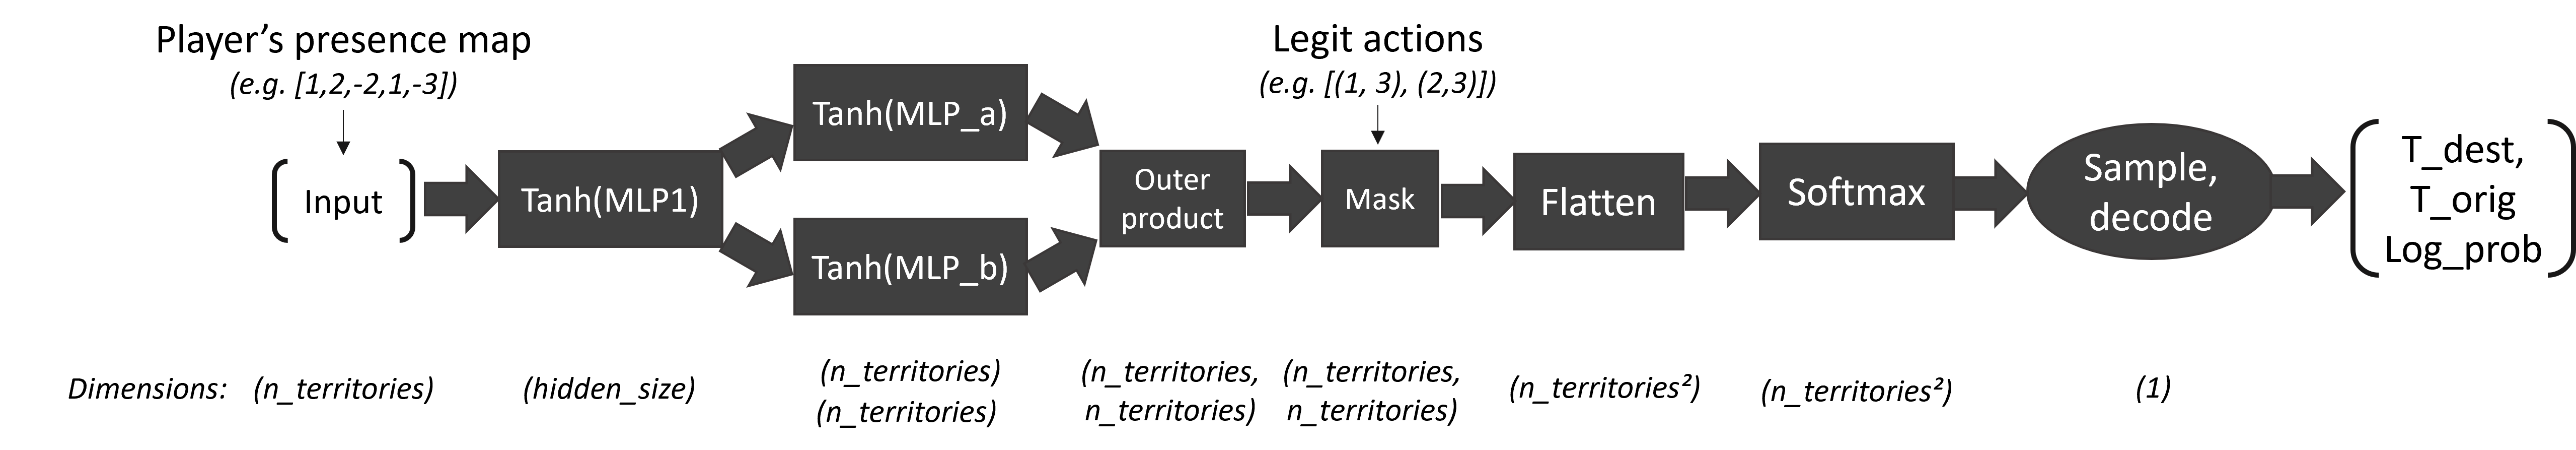 Player's presence map
(e.g. [1,2,-2,1,-3])
Input
Tanh(MLP1)
Tanh(MLP_a)
Tanh(MLP_b)
Outer
product
Legit actions
(e.g. [(1, 3), (2,3)])
Mask
Flatten
Softmax
Sample,
decode
T_dest,
T_orig
Log_prob
Dimensions:
(n_territories)
(hidden_size)
(n_territories)
(n_territories)
(n_territories,
n_territories)
(n_territories,
n_territories)
(n_territories²)
(n_territories²)
(1)